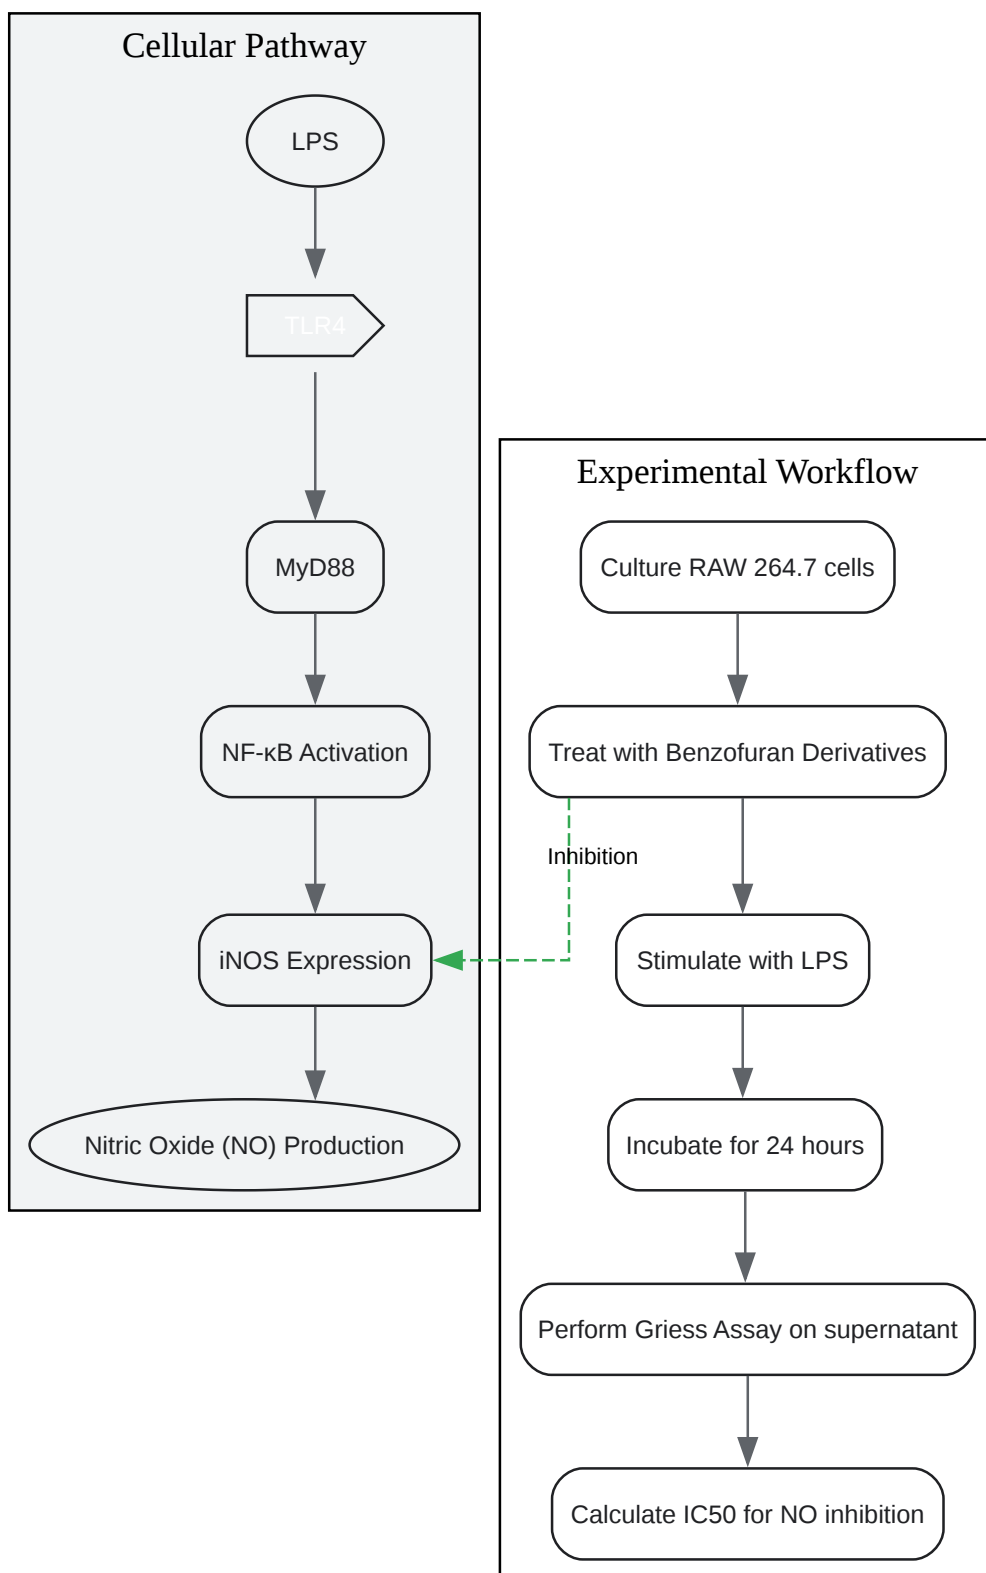 Cellular Pathway
LPS
TLR4
MyD88
NF-κB Activation
iNOS Expression
Nitric Oxide (NO) Production
Experimental Workflow
Culture RAW 264.7 cells
Treat with Benzofuran Derivatives
Inhibition
Stimulate with LPS
Incubate for 24 hours
Perform Griess Assay on supernatant
Calculate IC50 for NO inhibition